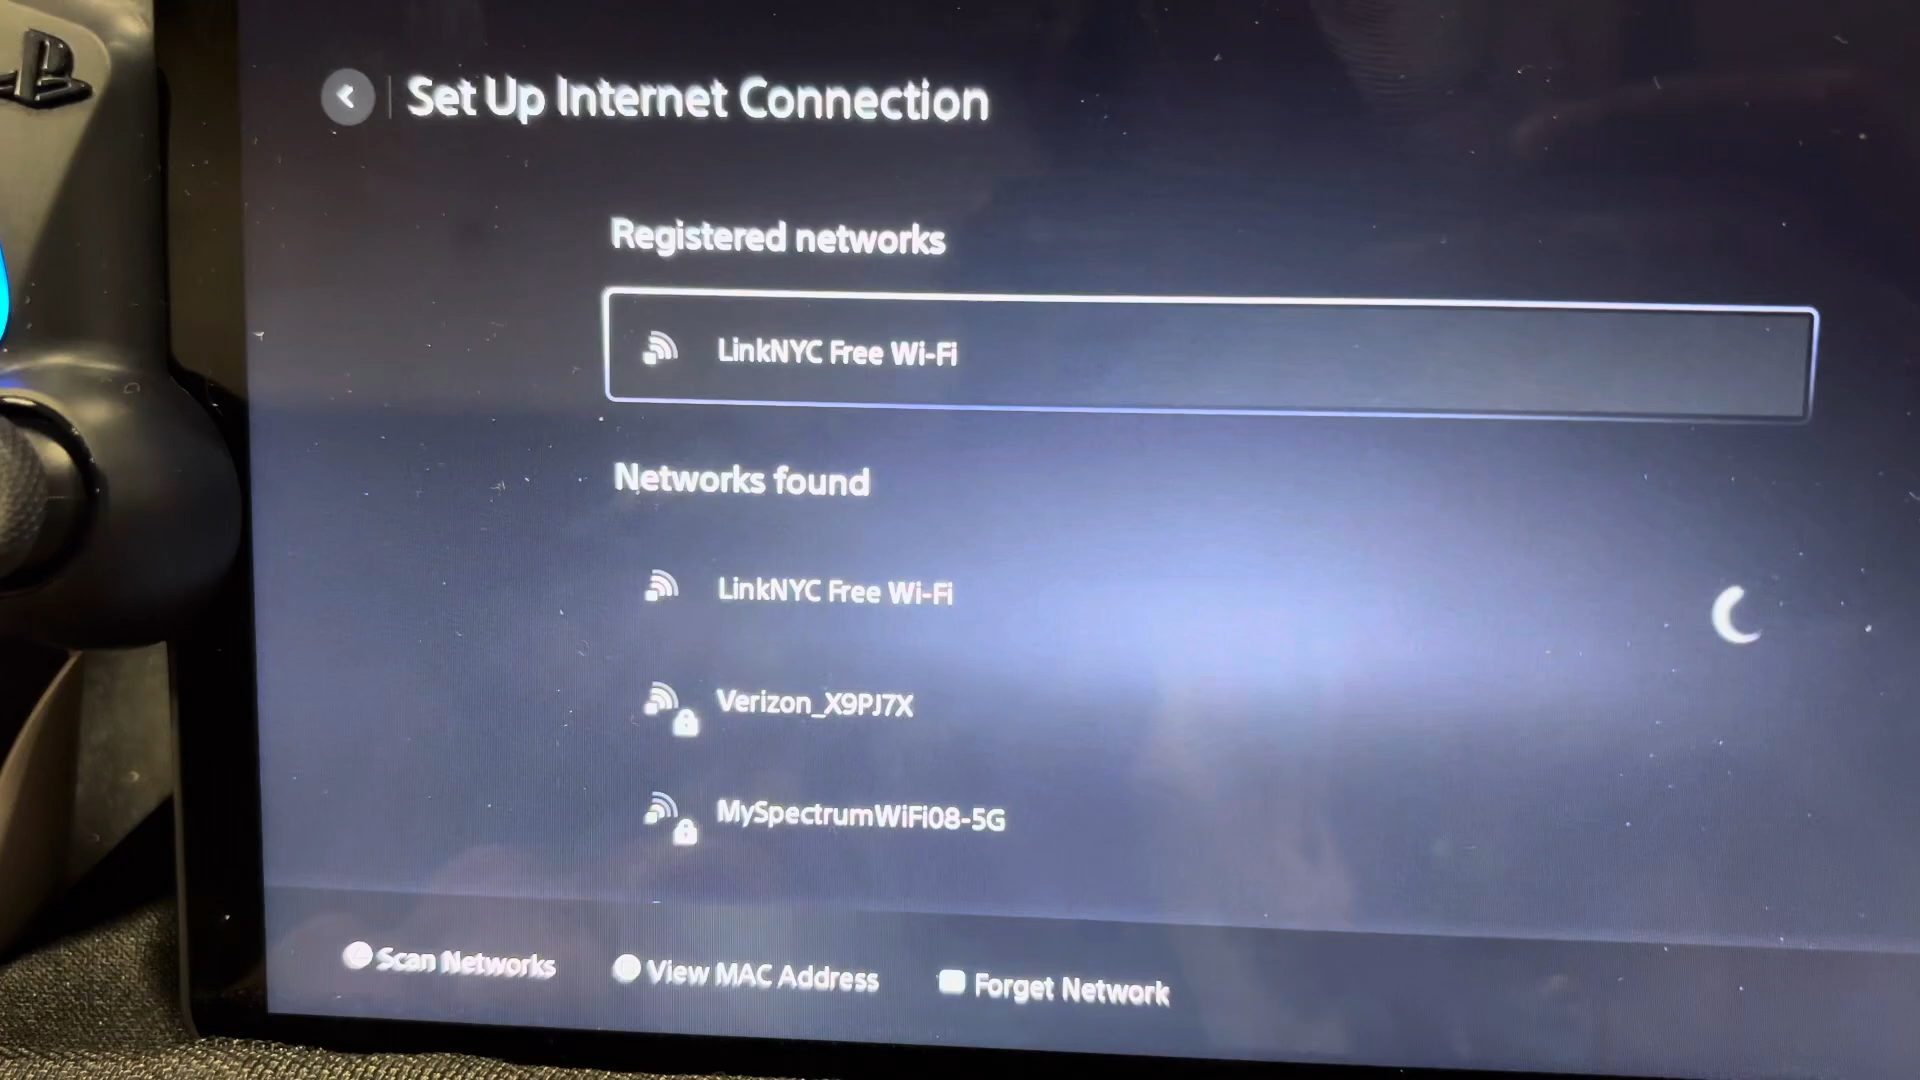 Set Up Internet Connection
Registered networks
LinkNYC Free Wi-Fi
Networks found
LinkNYC Free Wi-Fi
Verizon_X9PJ7X
MySpectrumWiFi08-5G
Scan Networks View MAC Address Forget Network